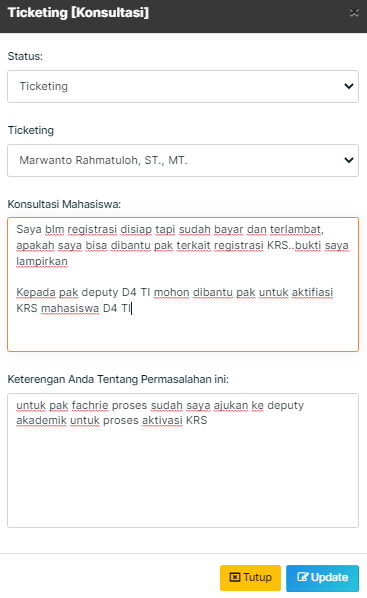 Ticketing [Konsultasi]
Status:
Ticketing
Ticketing
Marwanto Rahmatuloh, ST., MT.
Konsultasi Mahasiswa:
Saya blm registrasi disiap tapi sudah bayar dan terlambat,
apakah saya bisa dibantu pak terkait registrasi KRS..bukti saya
lampirkan
Kepada pak deputy D4 TI mohon dibantu pak untuk aktifiasi
KRS mahasiswa D4 TI
Keterengan Anda Tentang Permasalahan ini:
untuk pak fachrie proses sudah saya ajukan ke deputy
akademik untuk proses aktivasi KRS
Tutup Update